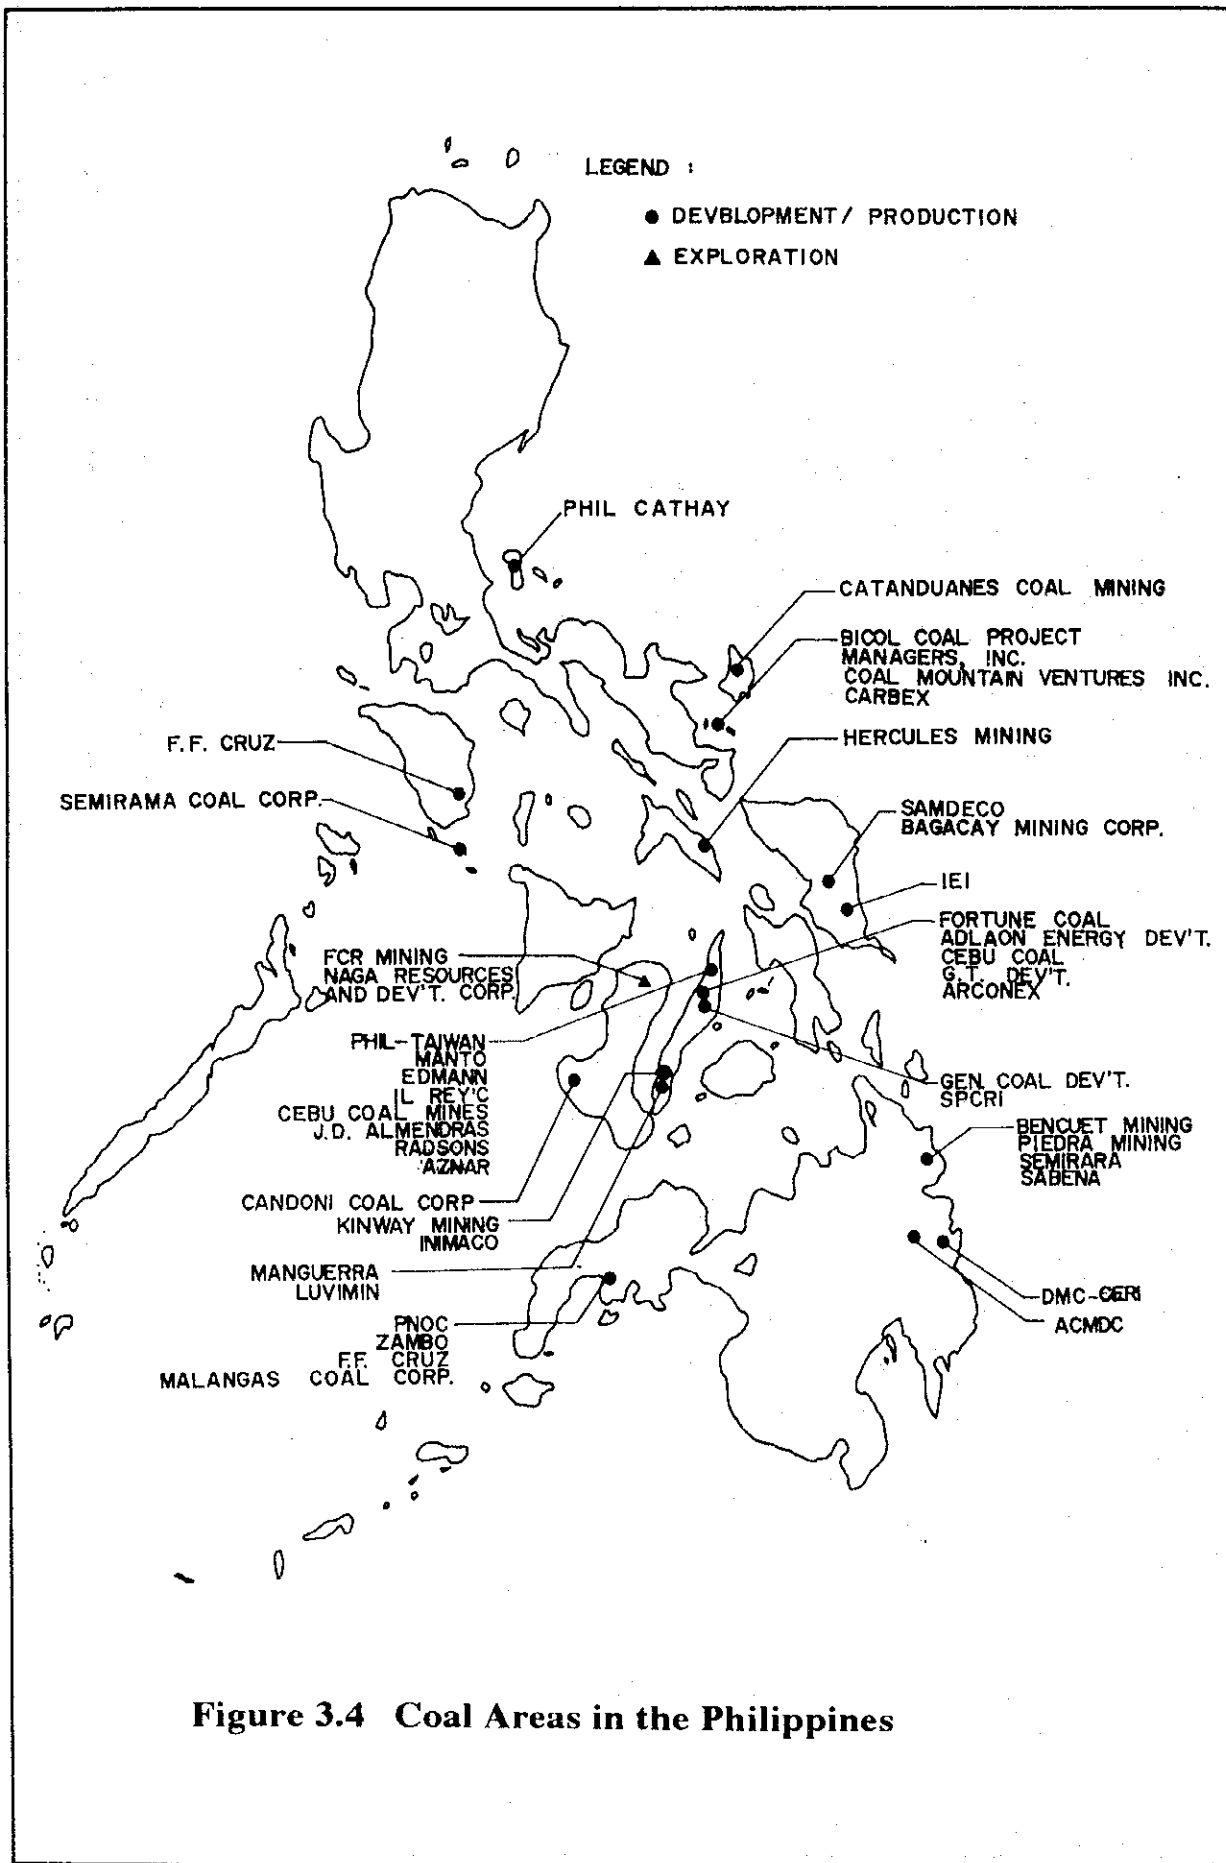 LEGEND :
● DEVBLOPMENT/ PRODUCTION
▲ EXPLORATION
PHIL CATHAY
CATANDUANES COAL MINING
BICOL COAL PROJECT
MANAGERS, INC.
COAL MOUNTAIN VENTURES INC.
CARBEX
F.F. CRUZ
HERCULES MINING
SEMIRAMA COAL CORP.
SAMDECO
BAGACAY MINING CORP.
IEI
FORTUNE COAL
ADLAON ENERGY DEV'T.
CEBU COAL
G.T. DEV'T.
ARCONEX
FCR MINING
NAGA RESOURCES
AND DEV'T. CORP.
PHIL-TAIWAN
MANTO
EDMANN
IL REY'C
CEBU COAL MINES
J.D. ALMENDRAS
RADSONS
AZNAR
GEN COAL DEV'T.
SPCRI
BENCUET MINING
PIEDRA MINING
SEMIRARA
SABENA
CANDONI COAL CORP
KINWAY MINING
INIMACO
MANGUERRA
LUVIMIN
DMC-CERI
ACMDC
PNOC
ZAMBO
F.F. CRUZ
MALANGAS COAL CORP.
Figure 3.4 Coal Areas in the Philippines